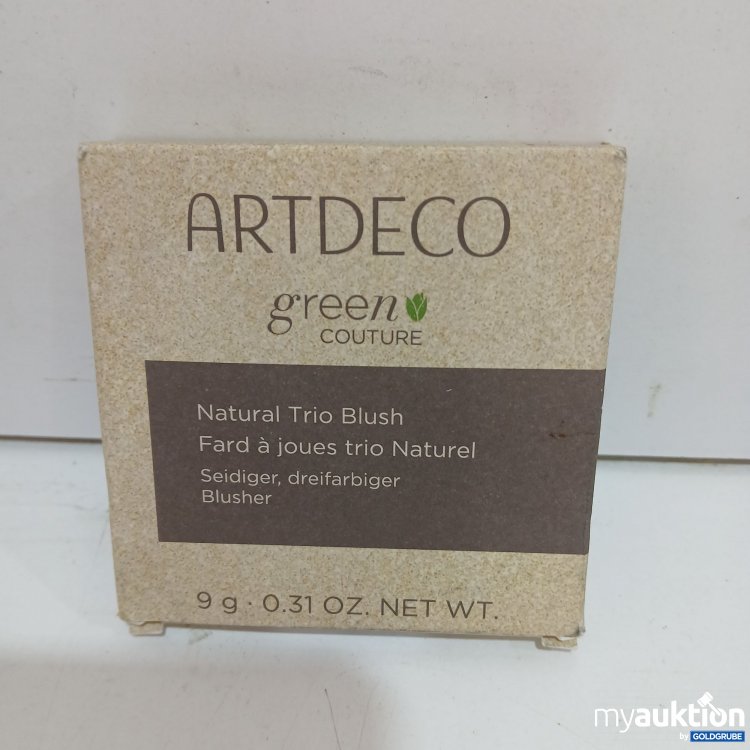 ARTDECO
green
COUTURE
Natural Trio Blush
Fard à joues trio Naturel
Seidiger, dreifarbiger
Blusher
9 g · 0.31 OZ. NET WT.
myauktion
by GOLDGRUBE